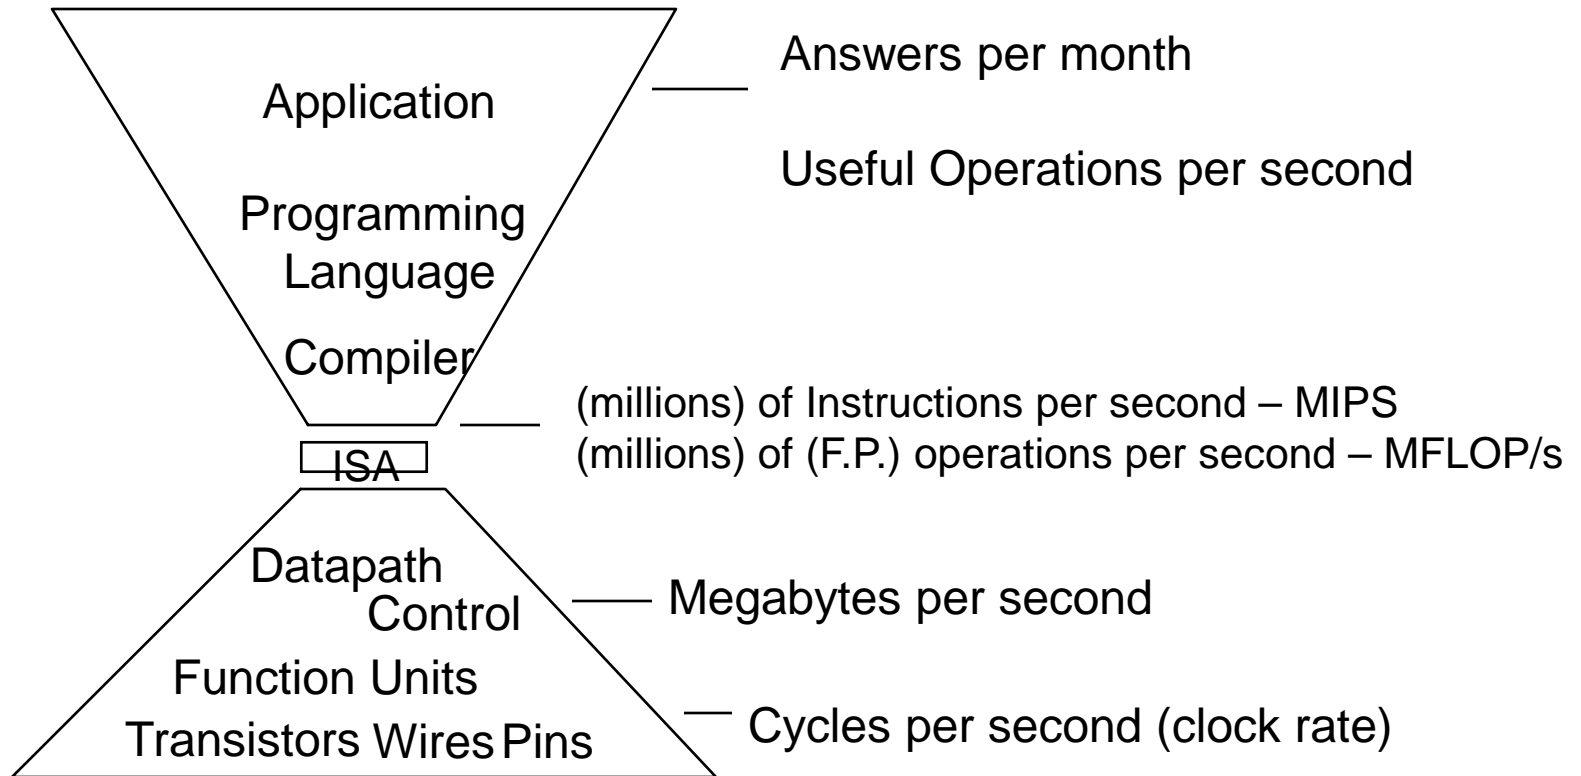 Application
Programming
Language
Compiler
ISA
Datapath
Control
Function Units
Transistors Wires Pins
Answers per month
Useful Operations per second
(millions) of Instructions per second – MIPS
(millions) of (F.P.) operations per second – MFLOP/s
Megabytes per second
Cycles per second (clock rate)